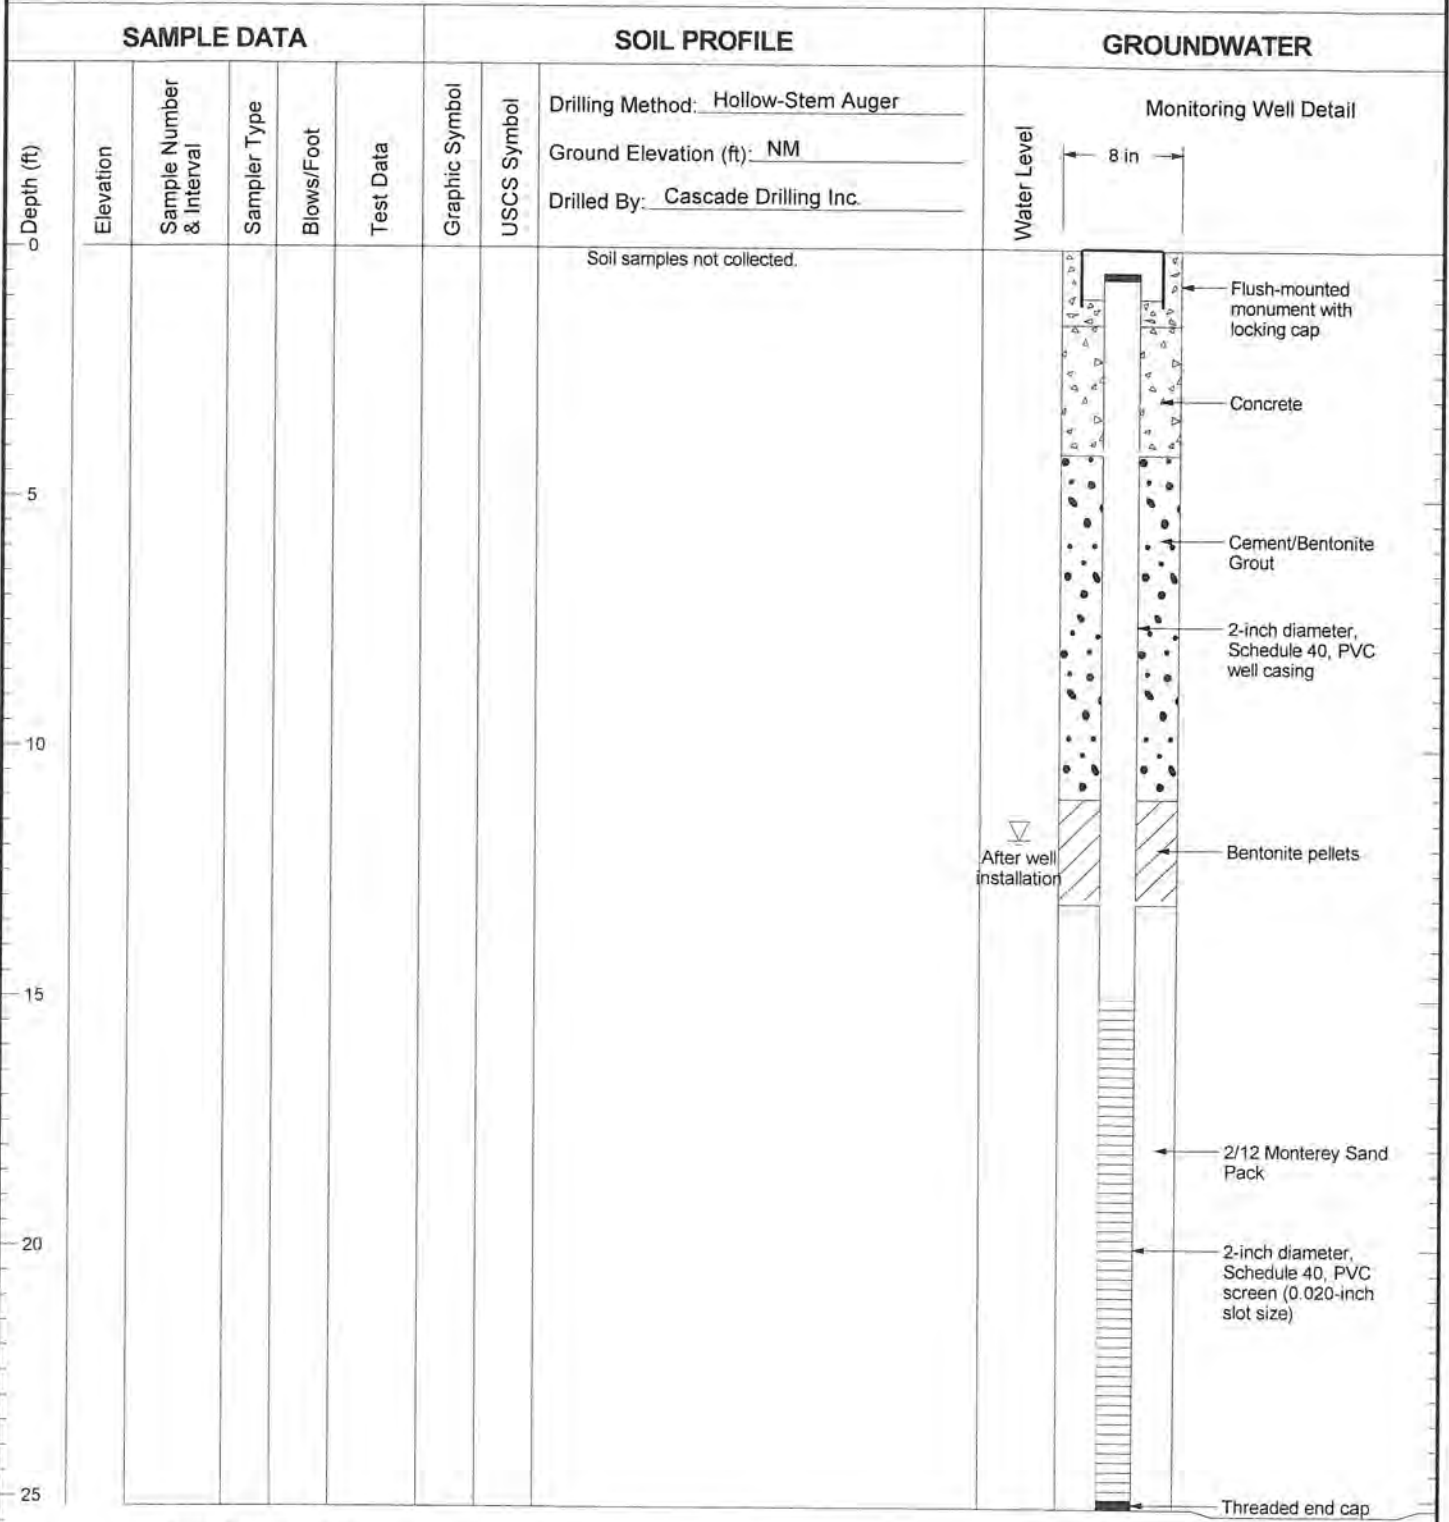 SAMPLE DATA
SOIL PROFILE
GROUNDWATER
Depth (ft)
Elevation
Sample Number
& Interval
Sampler Type
Blows/Foot
Test Data
Graphic Symbol
USCS Symbol
Drilling Method: Hollow-Stem Auger
Ground Elevation (ft): NM
Drilled By: Cascade Drilling Inc.
Water Level
Monitoring Well Detail
8 in
0
Soil samples not collected.
Flush-mounted
monument with
locking cap
Concrete
5
Cement/Bentonite
Grout
2-inch diameter,
Schedule 40, PVC
well casing
10
After well
installation
Bentonite pellets
15
2/12 Monterey Sand
Pack
20
2-inch diameter,
Schedule 40, PVC
screen (0.020-inch
slot size)
25
Threaded end cap